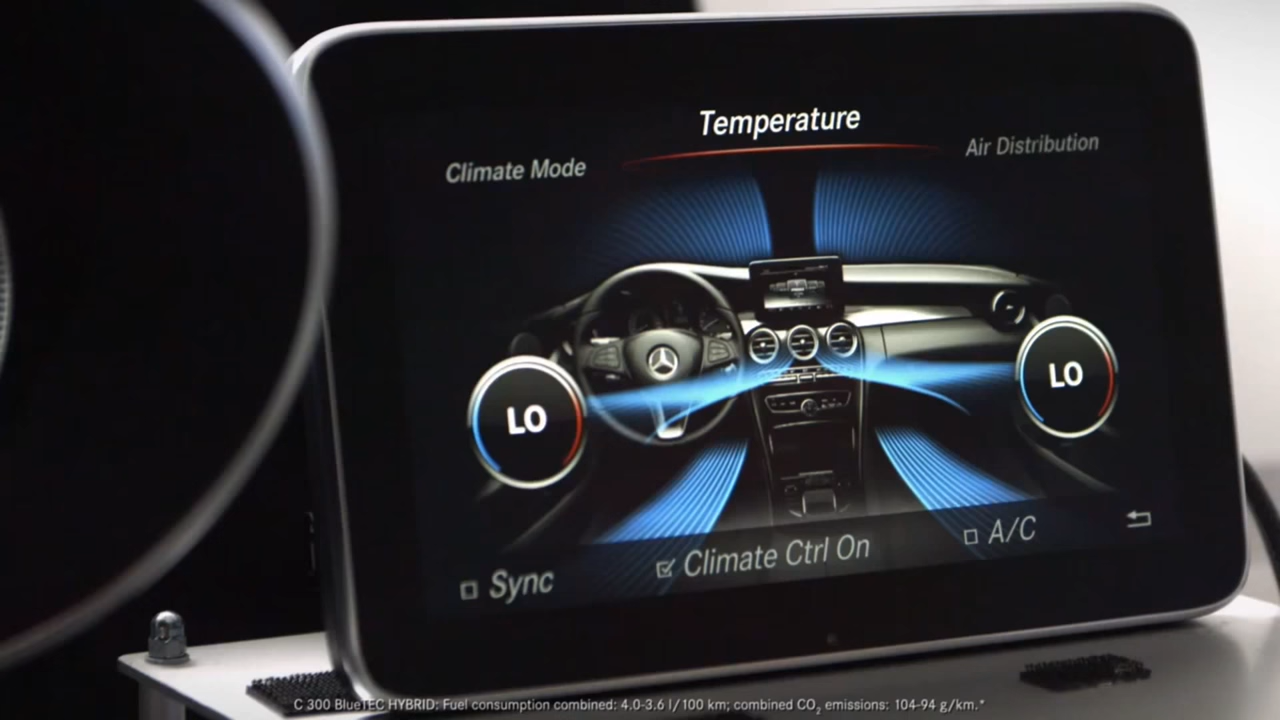 Temperature
Climate Mode
Air Distribution
LO
LO
Sync
Climate Ctrl On
A/C
C 300 BlueTEC HYBRID: Fuel consumption combined: 4.0-3.6 l/100 km; combined CO₂ emissions: 104-94 g/km.*